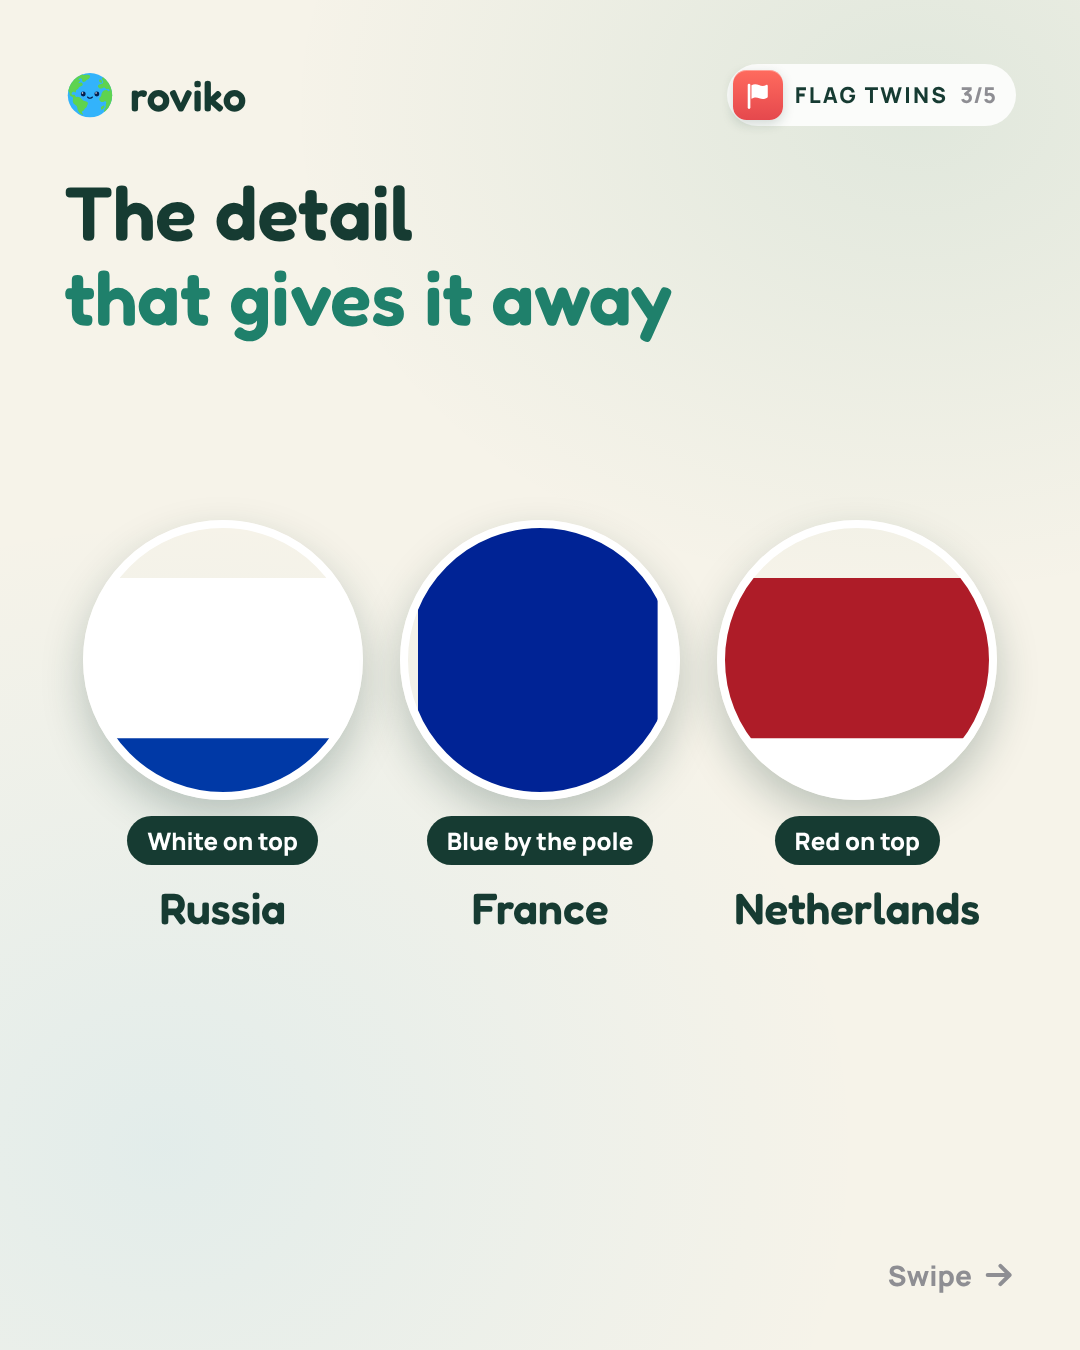 roviko
FLAG TWINS 3/5
The detail
that gives it away
White on top
Blue by the pole
Red on top
Russia
France
Netherlands
Swipe →